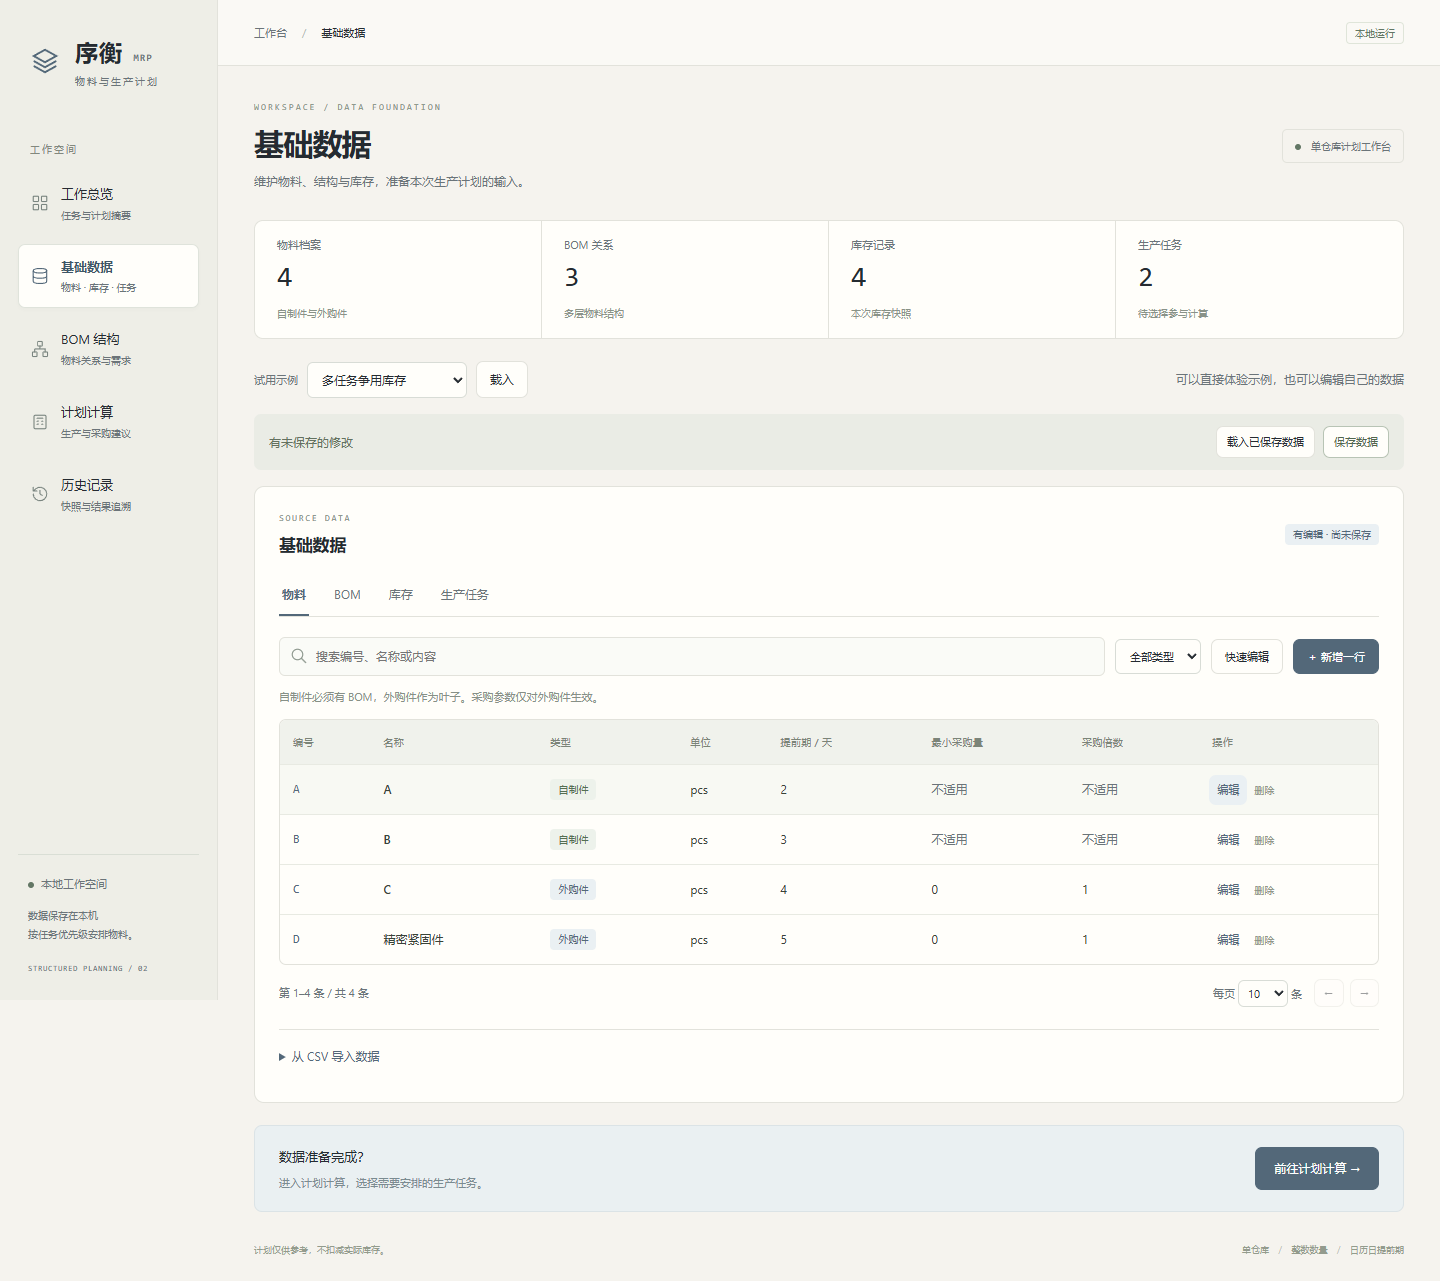 序衡 MRP
物料与生产计划
工作空间
工作总览
任务与计划摘要
基础数据
物料 · 库存 · 任务
BOM 结构
物料关系与需求
计划计算
生产与采购建议
历史记录
快照与结果追溯
本地工作空间
数据保存在本机
按任务优先级安排物料。
STRUCTURED PLANNING / 02
工作台 / 基础数据
本地运行
WORKSPACE / DATA FOUNDATION
基础数据
单仓库计划工作台
维护物料、结构与库存，准备本次生产计划的输入。
物料档案
4
自制件与外购件
BOM 关系
3
多层物料结构
库存记录
4
本次库存快照
生产任务
2
待选择参与计算
试用示例 多任务争用库存 载入
可以直接体验示例，也可以编辑自己的数据
有未保存的修改
载入已保存数据 保存数据
SOURCE DATA
基础数据
有编辑 · 尚未保存
物料 BOM 库存 生产任务
搜索编号、名称或内容 全部类型 快速编辑 + 新增一行
自制件必须有 BOM，外购件作为叶子。采购参数仅对外购件生效。
编号 名称 类型 单位 提前期 / 天 最小采购量 采购倍数 操作
A A 自制件 pcs 2 不适用 不适用 编辑 删除
B B 自制件 pcs 3 不适用 不适用 编辑 删除
C C 外购件 pcs 4 0 1 编辑 删除
D 精密紧固件 外购件 pcs 5 0 1 编辑 删除
第 1–4 条 / 共 4 条
每页 10 条 ← →
▶ 从 CSV 导入数据
数据准备完成？
进入计划计算，选择需要安排的生产任务。
前往计划计算 →
计划仅供参考，不扣减实际库存。
单仓库 / 整数数量 / 日历日提前期